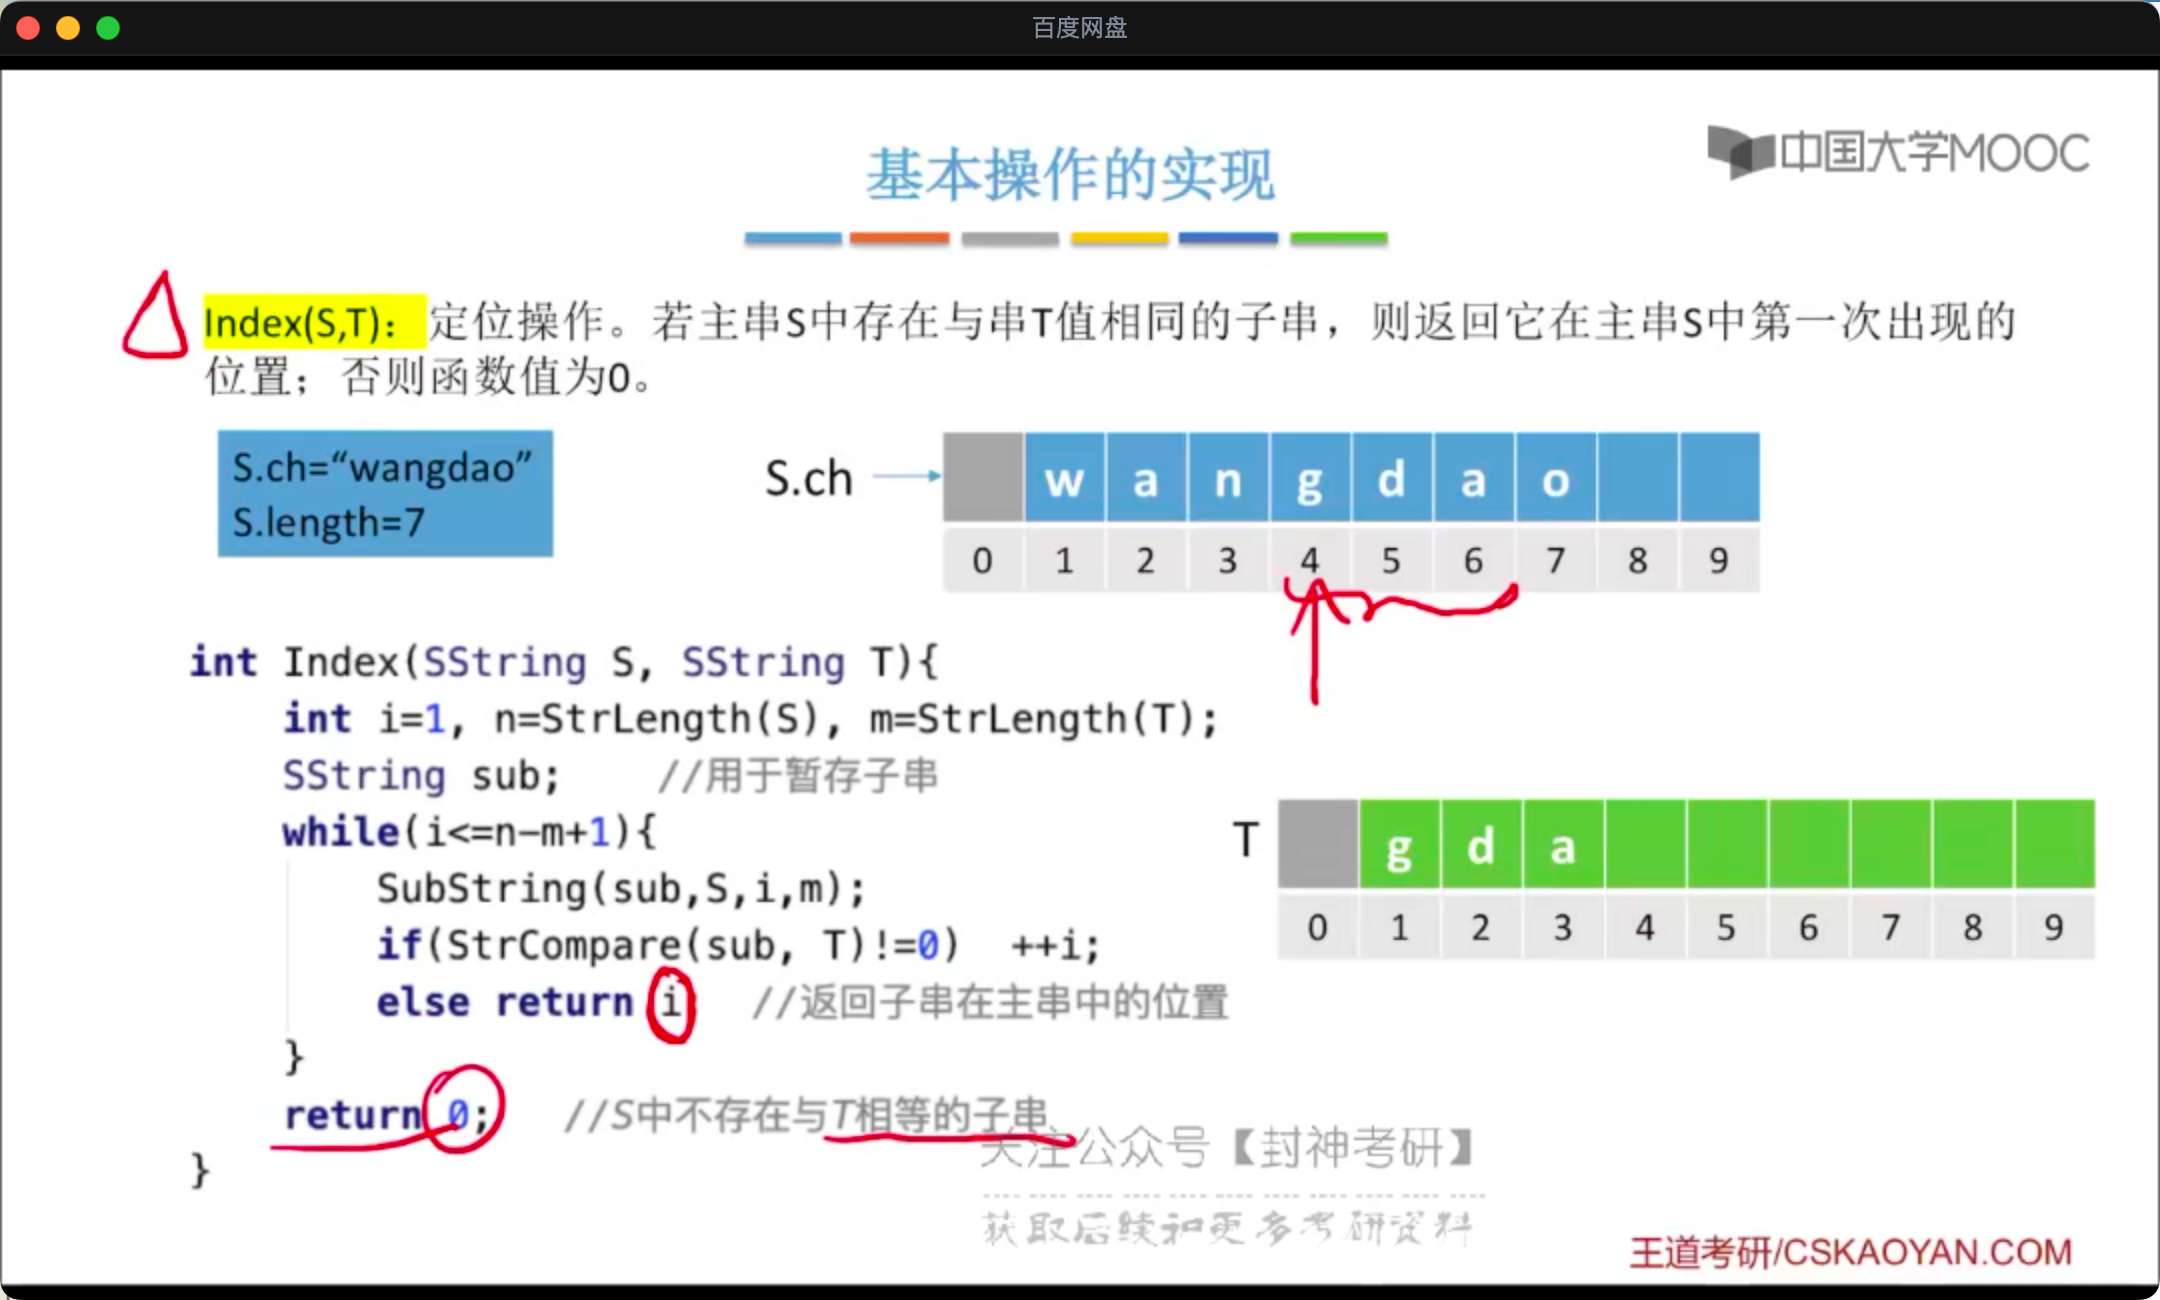 百度网盘
中国大学MOOC
基本操作的实现
Index(S,T)：定位操作。若主串S中存在与串T值相同的子串，则返回它在主串S中第一次出现的
位置；否则函数值为0。
S.ch=“wangdao”
S.length=7
S.ch
w a n g d a o
0 1 2 3 4 5 6 7 8 9
int Index(SString S, SString T){
int i=1, n=StrLength(S), m=StrLength(T);
SString sub; //用于暂存子串
while(i<=n-m+1){
SubString(sub,S,i,m);
if(StrCompare(sub, T)!=0) ++i;
else return i //返回子串在主串中的位置
}
return 0; //S中不存在与T相等的子串
}
T
g d a
0 1 2 3 4 5 6 7 8 9
关注公众号【封神考研】
获取后续和更多考研资料
王道考研/CSKAOYAN.COM